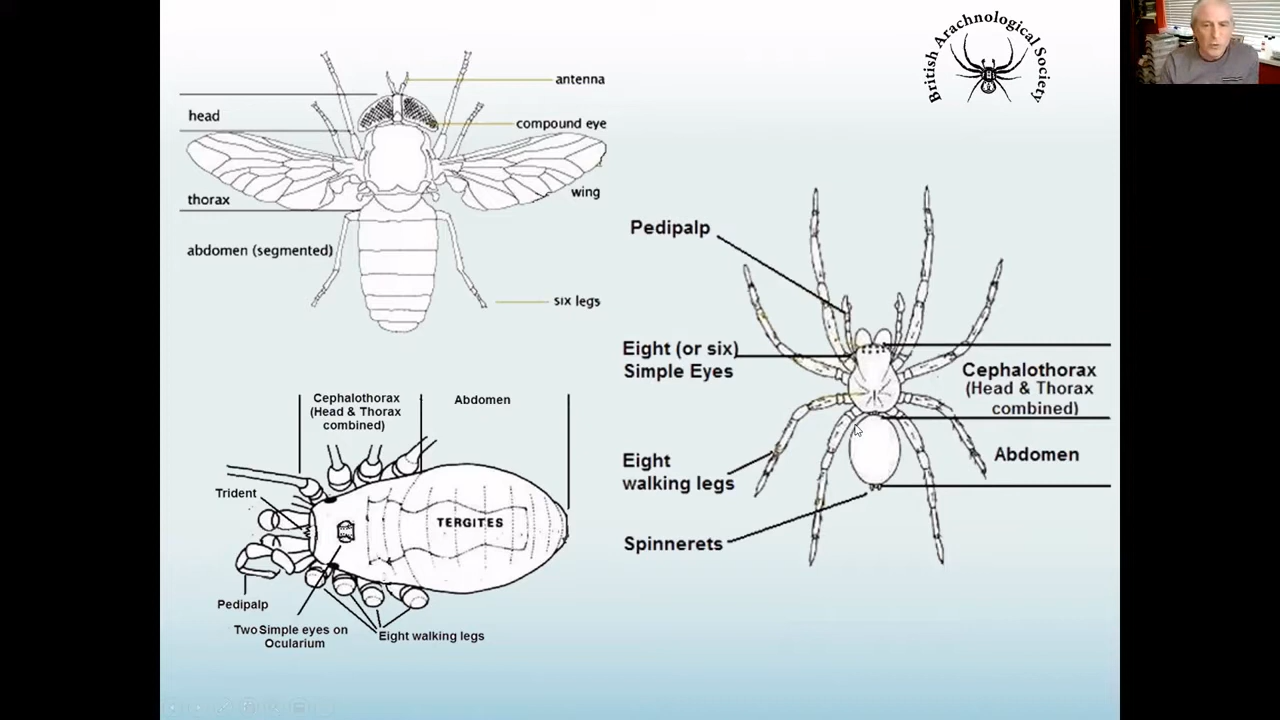 British Arachnological Society
antenna
head
compound eye
thorax
wing
abdomen (segmented)
six legs
Pedipalp
Eight (or six)
Simple Eyes
Cephalothorax
(Head & Thorax
combined)
Eight
walking legs
Abdomen
Spinnerets
Cephalothorax
(Head & Thorax
combined)
Abdomen
Trident
TERGITES
Pedipalp
Two Simple eyes on
Ocularium
Eight walking legs